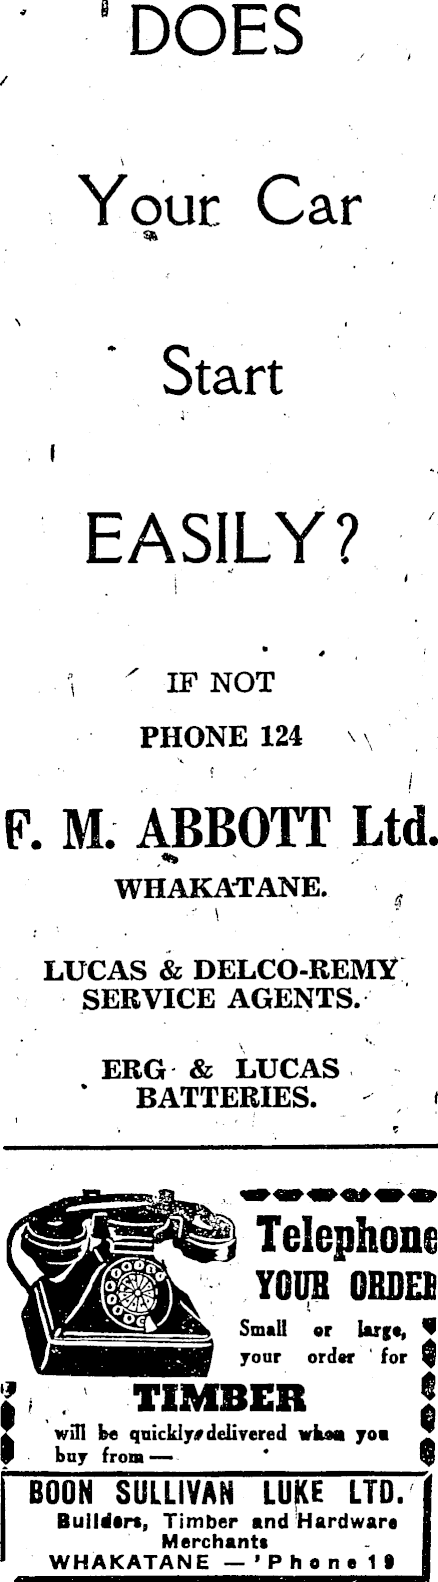 DOES
Your Car
Start
EASILY?
IF NOT
PHONE 124
F. M. ABBOTT Ltd.
WHAKATANE.
LUCAS & DELCO-REMY
SERVICE AGENTS.
ERG & LUCAS
BATTERIES.
Telephone
YOUR ORDER
Small or large,
your order for
TIMBER
will be quickly delivered when you
buy from —
BOON SULLIVAN LUKE LTD.
Builders, Timber and Hardware
Merchants
WHAKATANE — 'Phone 19